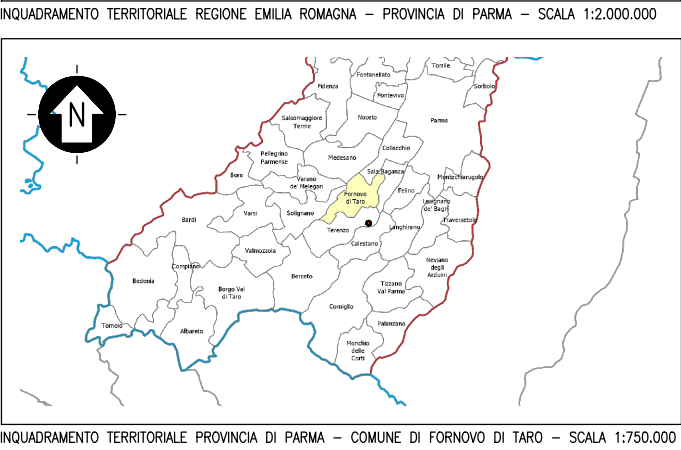 INQUADRAMENTO TERRITORIALE REGIONE EMILIA ROMAGNA – PROVINCIA DI PARMA – SCALA 1:2.000.000
Torrile
Fontanellato
Fidenza
Sorbolo
Pontevivo
N
Salsomaggiore
Terme
Noceto
Parma
Collecchio
Pellegrino
Parmense
Medesano
Bore
Sala Baganza
Montechiarugolo
Varano
de' Melegari
Fornovo
di Taro
Felino
Lesignano
de' Bagni
Bardi
Varsi
Solignano
Traversetolo
Terenzo
Langhirano
Calestano
Valmozzola
Neviano
degli
Arduini
Compiano
Bedonia
Berceto
Borgo Val
di Taro
Tizzano
Val Parma
Corniglio
Tornolo
Albareto
Palanzano
Monchio
delle
Corti
INQUADRAMENTO TERRITORIALE PROVINCIA DI PARMA – COMUNE DI FORNOVO DI TARO – SCALA 1:750.000